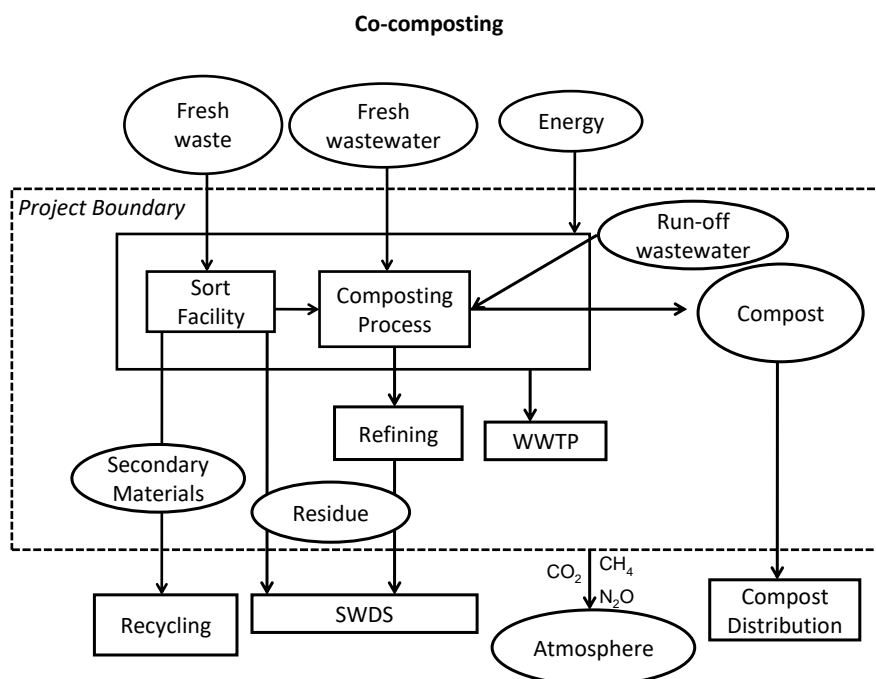 Co-composting
Fresh
waste
Fresh
wastewater
Energy
Project Boundary
Run-off
wastewater
Sort
Facility
Composting
Process
Compost
Refining
WWTP
Secondary
Materials
Residue
CO₂
CH₄
N₂O
Recycling
SWDS
Atmosphere
Compost
Distribution